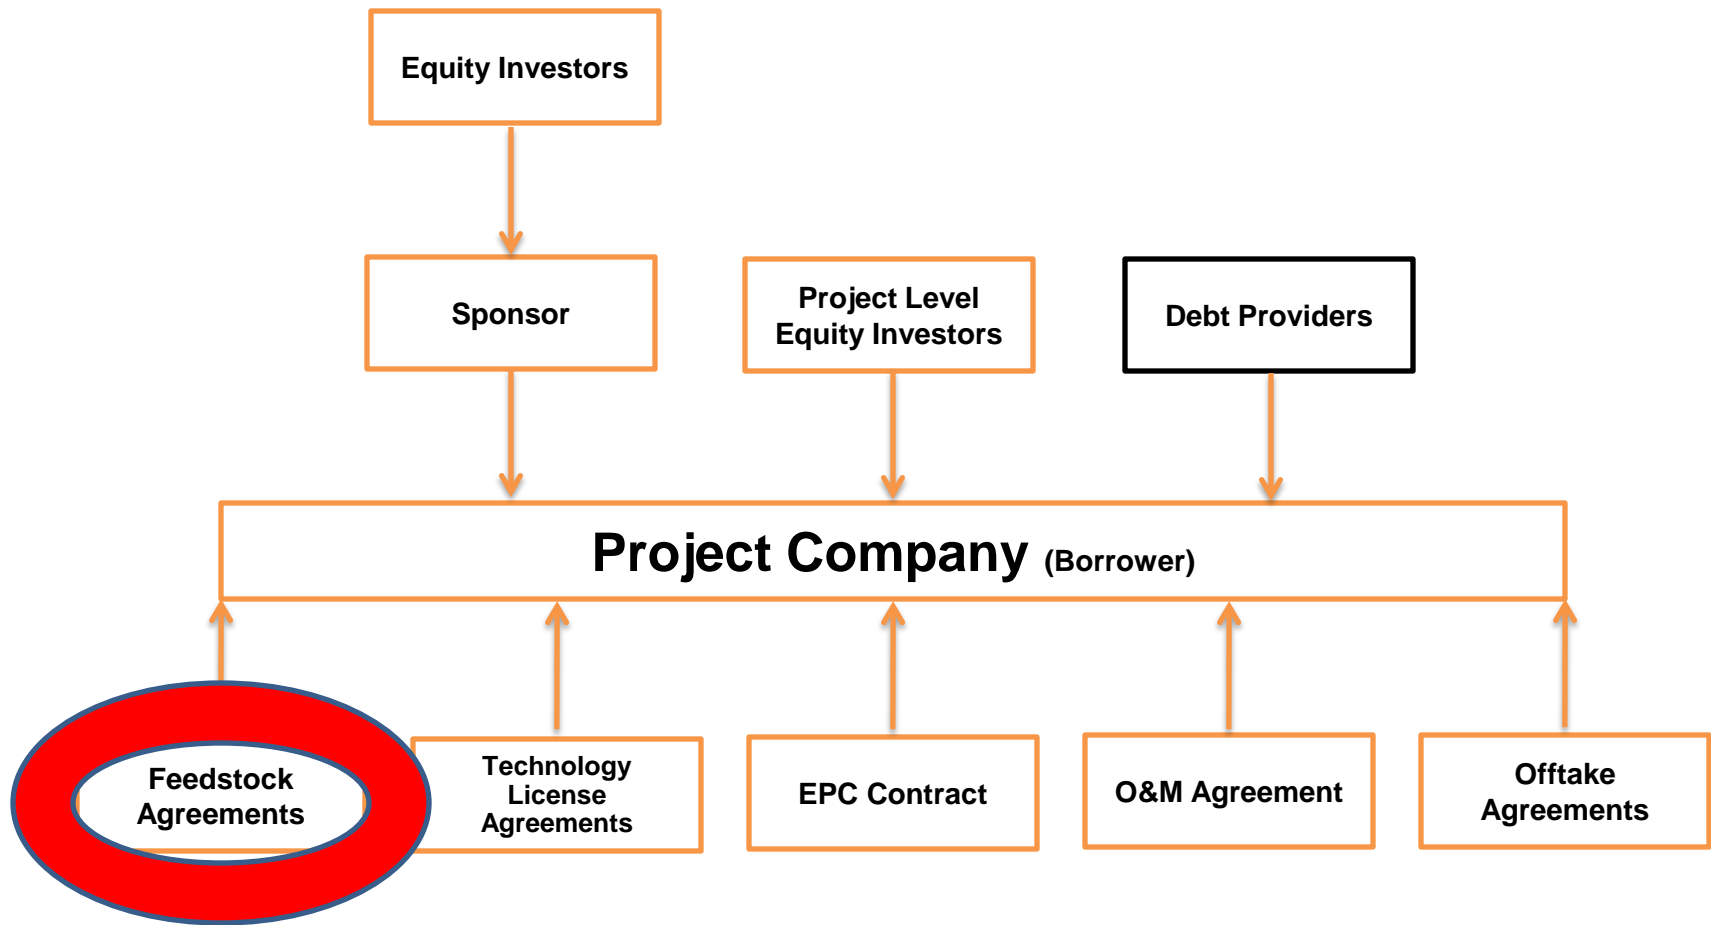 Equity Investors
Sponsor
Project Level
Equity Investors
Debt Providers
Project Company (Borrower)
Feedstock
Agreements
Technology
License
Agreements
EPC Contract
O&M Agreement
Offtake
Agreements